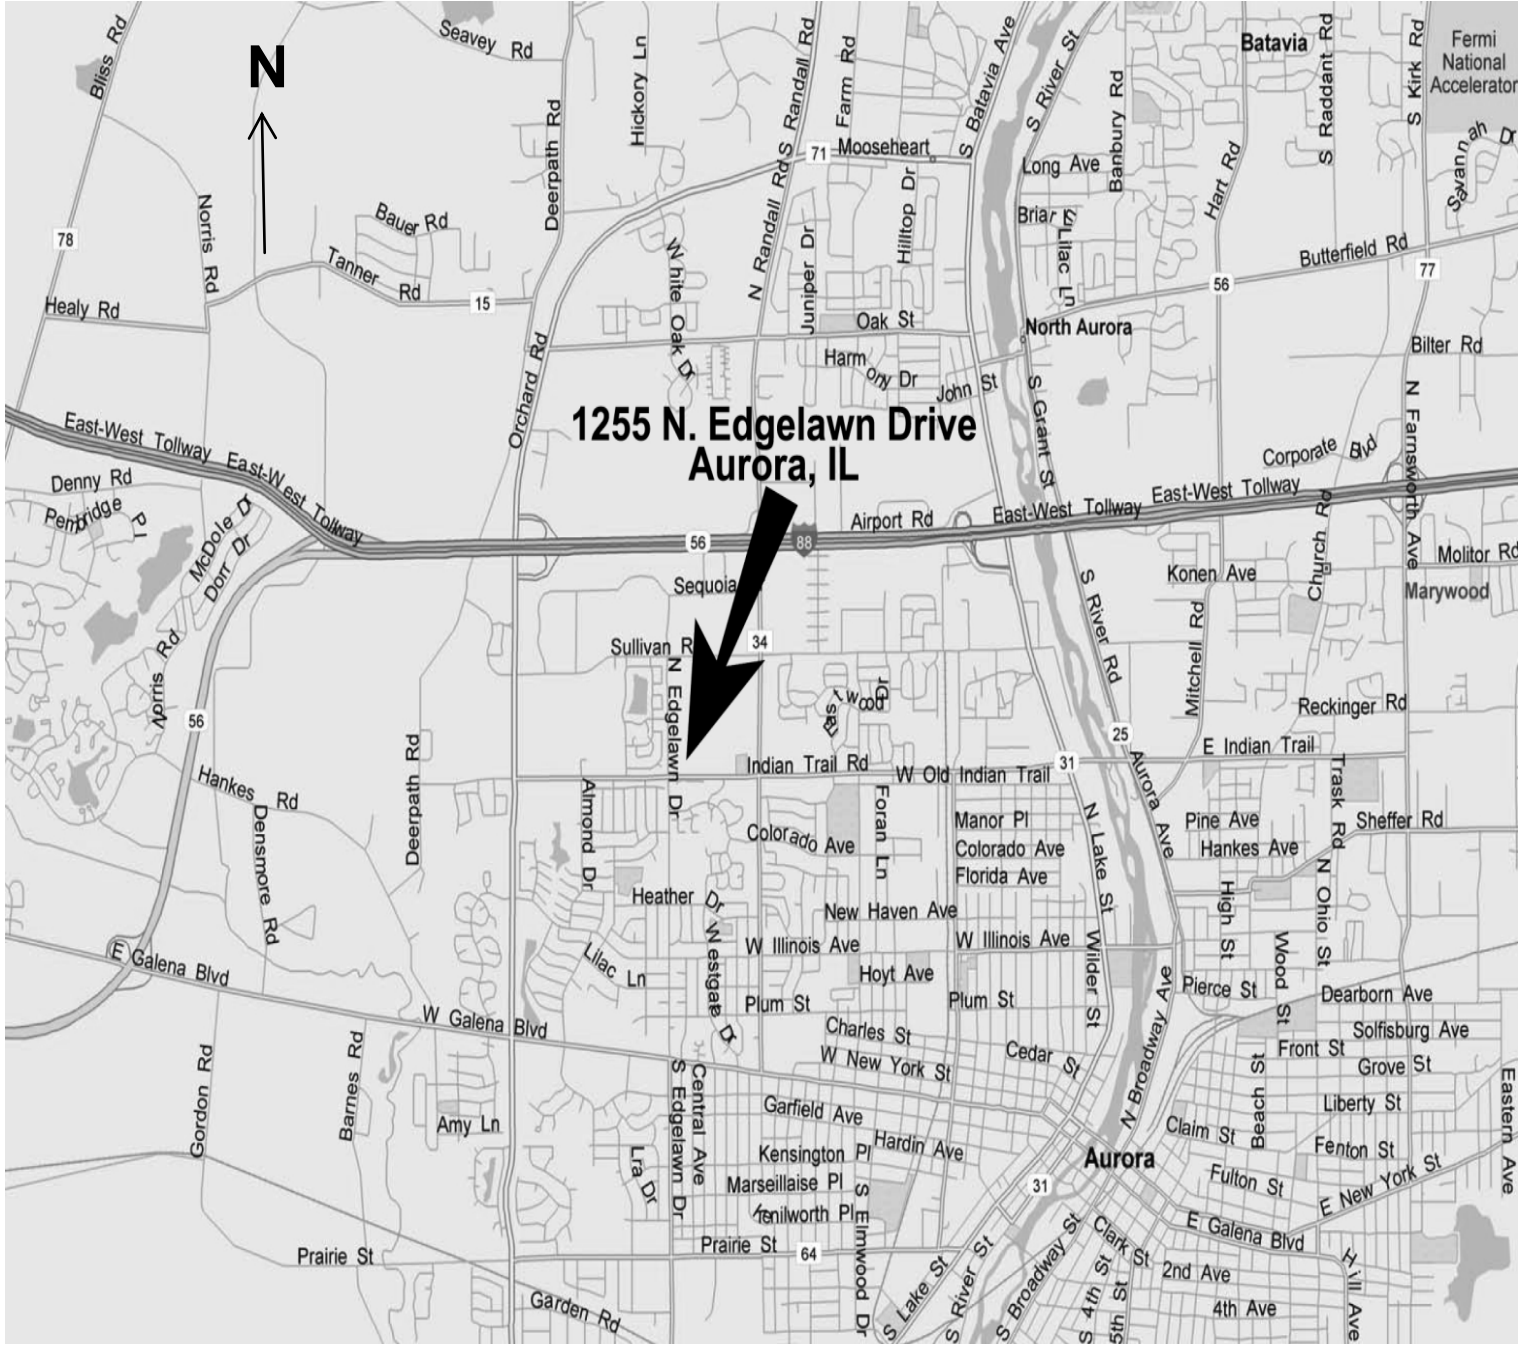 Bliss Rd
Seavey Rd
Hickory Ln
S Randall Rd
Farm Rd
S Batavia Ave
S River St
Batavia
S Raddant Rd
S Kirk Rd
Fermi
National
Accelerator
N
Deerpath Rd
71
Mooseheart
Banbury Rd
Long Ave
Hart Rd
Savannah Dr
Norris Rd
78
Bauer Rd
Tanner Rd
15
White Oak Dr
N Randall Rd
Juniper Dr
Hilltop Dr
Briar Ln
Lilac Ln
Butterfield Rd
56
77
Healy Rd
Orchard Rd
Oak St
North Aurora
Harmony Dr
John St
S Grant St
Bilter Rd
N Farnsworth Ave
1255 N. Edgelawn Drive
Aurora, IL
East-West Tollway
East-West Tollway
Denny Rd
Pembridge Pl
McDole Dr
Dorr Dr
56
88
Airport Rd
East-West Tollway
East-West Tollway
Corporate Blvd
Church Rd
Molitor Rd
Marywood
Konen Ave
Sequoia
Sullivan R
34
S River Rd
Mitchell Rd
Norris Rd
56
N Edgelawn Dr
Reckinger Rd
25
31
E Indian Trail
Indian Trail Rd
W Old Indian Trail
Aurora Ave
Trask Rd
Hankes Rd
Densmore Rd
Deerpath Rd
Almond Dr
Colorado Ave
Foran Ln
Manor Pl
Colorado Ave
Florida Ave
N Lake St
Pine Ave
Hankes Ave
Sheffer Rd
Heather Dr
New Haven Ave
High St
N Ohio St
E Galena Blvd
Lilac Ln
Westgate Dr
W Illinois Ave
W Illinois Ave
Wilder St
Wood St
Hoyt Ave
Plum St
Plum St
Pierce St
Dearborn Ave
W Galena Blvd
Charles St
W New York St
Cedar St
N Broadway Ave
Solfisburg Ave
Front St
Grove St
Gordon Rd
Barnes Rd
S Edgelawn Dr
Central Ave
Garfield Ave
Beach St
Liberty St
Eastern Ave
Amy Ln
Hardin Ave
Claim St
Kensington Pl
Aurora
Fenton St
Lra Dr
Marseillaise Pl
31
Fulton St
E New York St
Kenilworth Pl
S Elmwood Dr
Prairie St
Prairie St
64
E Galena Blvd
Clark St
2nd Ave
Hill Ave
Garden Rd
S Lake St
S River St
S Broadway St
S 4th St
5th St
4th Ave